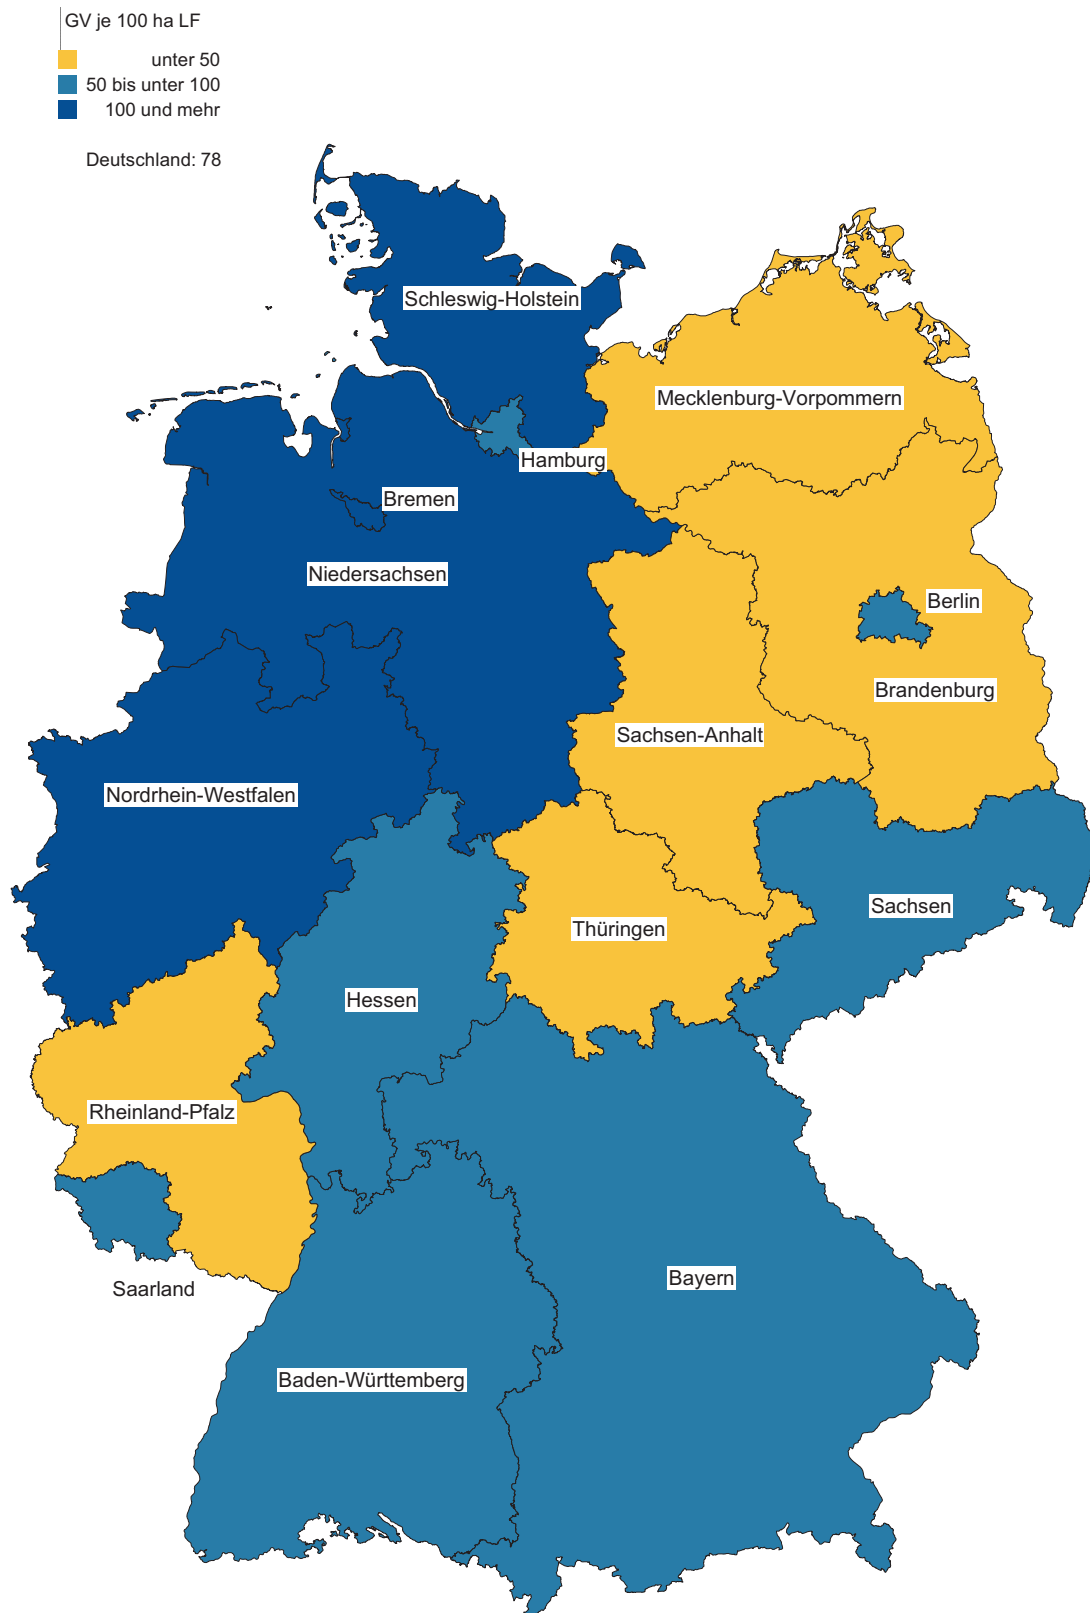 GV je 100 ha LF
unter 50
50 bis unter 100
100 und mehr
Deutschland: 78
Schleswig-Holstein
Mecklenburg-Vorpommern
Hamburg
Bremen
Niedersachsen
Berlin
Brandenburg
Sachsen-Anhalt
Nordrhein-Westfalen
Sachsen
Thüringen
Hessen
Rheinland-Pfalz
Bayern
Saarland
Baden-Württemberg